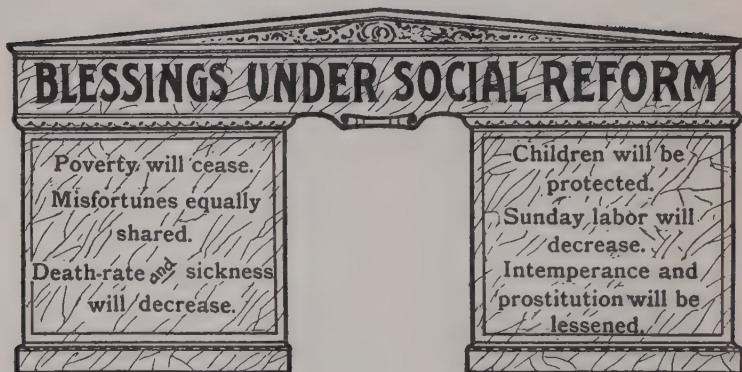 BLESSINGS UNDER SOCIAL REFORM
Poverty will cease.
Misfortunes equally
shared.
Death-rate and sickness
will decrease.
Children will be
protected.
Sunday labor will
decrease.
Intemperance and
prostitution will be
lessened.